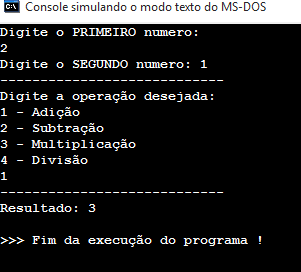 Console simulando o modo texto do MS-DOS
Digite o PRIMEIRO numero:
2
Digite o SEGUNDO numero: 1
----------------------------
Digite a operação desejada:
1 - Adição
2 - Subtração
3 - Multiplicação
4 - Divisão
1
----------------------------
Resultado: 3
>>> Fim da execução do programa !